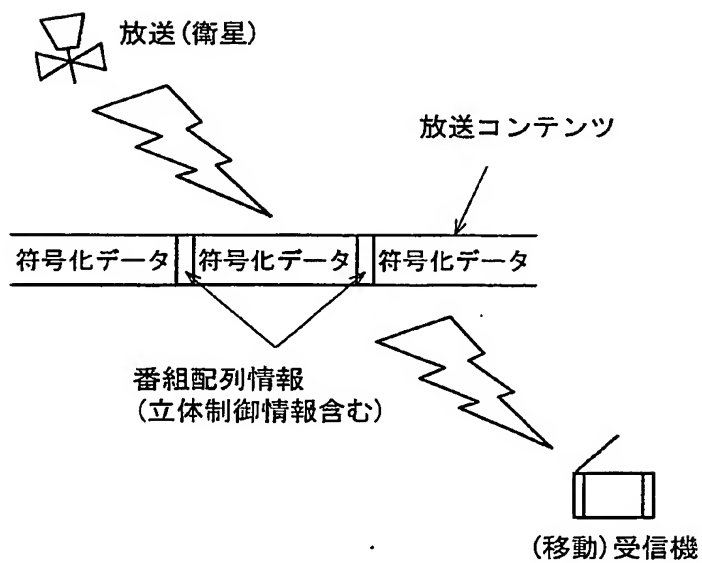 放送(衛星)
放送コンテンツ
符号化データ 符号化データ 符号化データ
番組配列情報
(立体制御情報含む)
(移動)受信機